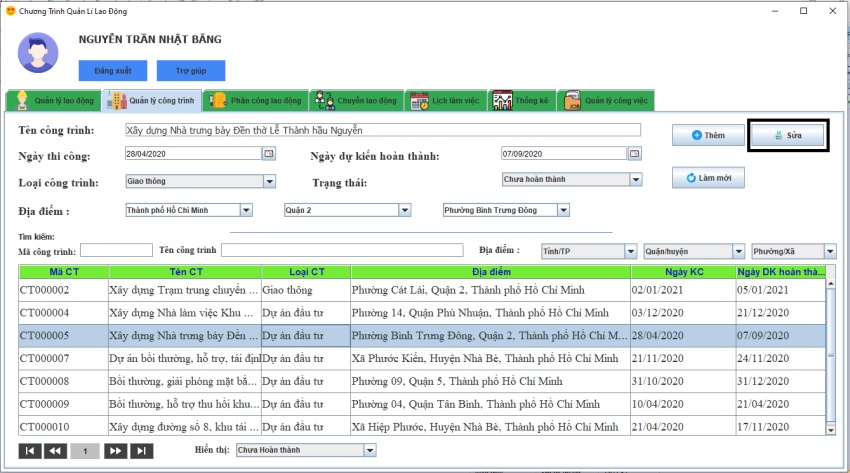 Chương Trình Quản Lí Lao Động
NGUYỄN TRẦN NHẬT BĂNG
Đăng xuất Trợ giúp
Quản lý lao động Quản lý công trình Phân công lao động Chuyển lao động Lịch làm việc Thống kê Quản lý công việc
Tên công trình: Xây dựng Nhà trưng bày Đền thờ Lễ Thành hầu Nguyễn Thêm Sửa
Ngày thi công: 28/04/2020 Ngày dự kiến hoàn thành: 07/09/2020
Loại công trình: Giao thông Trạng thái: Chưa hoàn thành Làm mới
Địa điểm : Thành phố Hồ Chí Minh Quận 2 Phường Bình Trưng Đông
Tìm kiếm:
Mã công trình: Tên công trình Địa điểm : Tỉnh/TP Quận/huyện Phường/Xã
Mã CT Tên CT Loại CT Địa điểm Ngày KC Ngày DK hoàn thà...
CT000002 Xây dựng Trạm trung chuyển ... Giao thông Phường Cát Lái, Quận 2, Thành phố Hồ Chí Minh 02/01/2021 05/01/2021
CT000004 Xây dựng Nhà làm việc Khu ... Dự án đầu tư Phường 14, Quận Phú Nhuận, Thành phố Hồ Chí Minh 03/12/2020 21/12/2020
CT000005 Xây dựng Nhà trưng bày Đền ... Dự án đầu tư Phường Bình Trưng Đông, Quận 2, Thành phố Hồ Chí M... 28/04/2020 07/09/2020
CT000007 Dự án bồi thường, hỗ trợ, tái định Dự án đầu tư Xã Phước Kiển, Huyện Nhà Bè, Thành phố Hồ Chí Minh 21/11/2020 24/11/2020
CT000008 Bồi thường, giải phóng mặt bằ... Dự án đầu tư Phường 09, Quận 5, Thành phố Hồ Chí Minh 31/10/2020 31/12/2020
CT000009 Bồi thường, hỗ trợ thu hồi khu... Dự án đầu tư Phường 04, Quận Tân Bình, Thành phố Hồ Chí Minh 10/04/2020 21/04/2020
CT000010 Xây dựng đường số 8, khu tái ... Dự án đầu tư Xã Hiệp Phước, Huyện Nhà Bè, Thành phố Hồ Chí Minh 21/04/2020 17/11/2020
1 Hiển thị: Chưa Hoàn thành